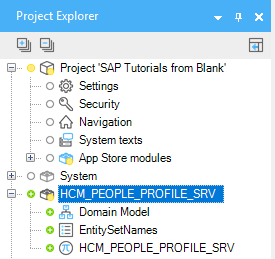 Project Explorer
Project 'SAP Tutorials from Blank'
Settings
Security
Navigation
System texts
App Store modules
System
HCM_PEOPLE_PROFILE_SRV
Domain Model
EntitySetNames
HCM_PEOPLE_PROFILE_SRV